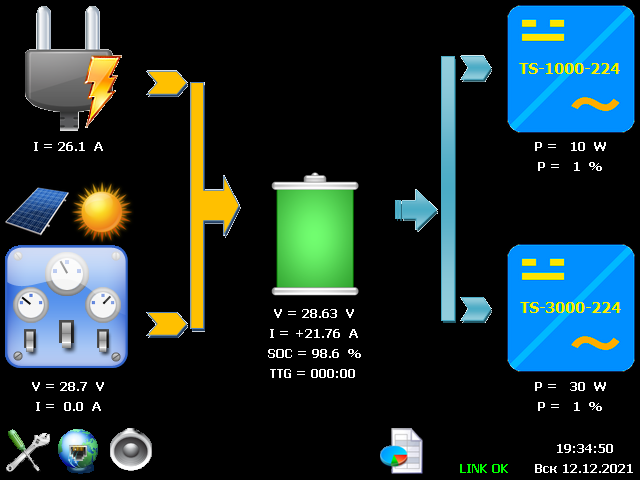 TS-1000-224
I = 26.1 A
P = 10 W
P = 1 %
TS-3000-224
V = 28.63 V
I = +21.76 A
SOC = 98.6 %
TTG = 000:00
V = 28.7 V
I = 0.0 A
P = 30 W
P = 1 %
19:34:50
LINK OK
Вск 12.12.2021